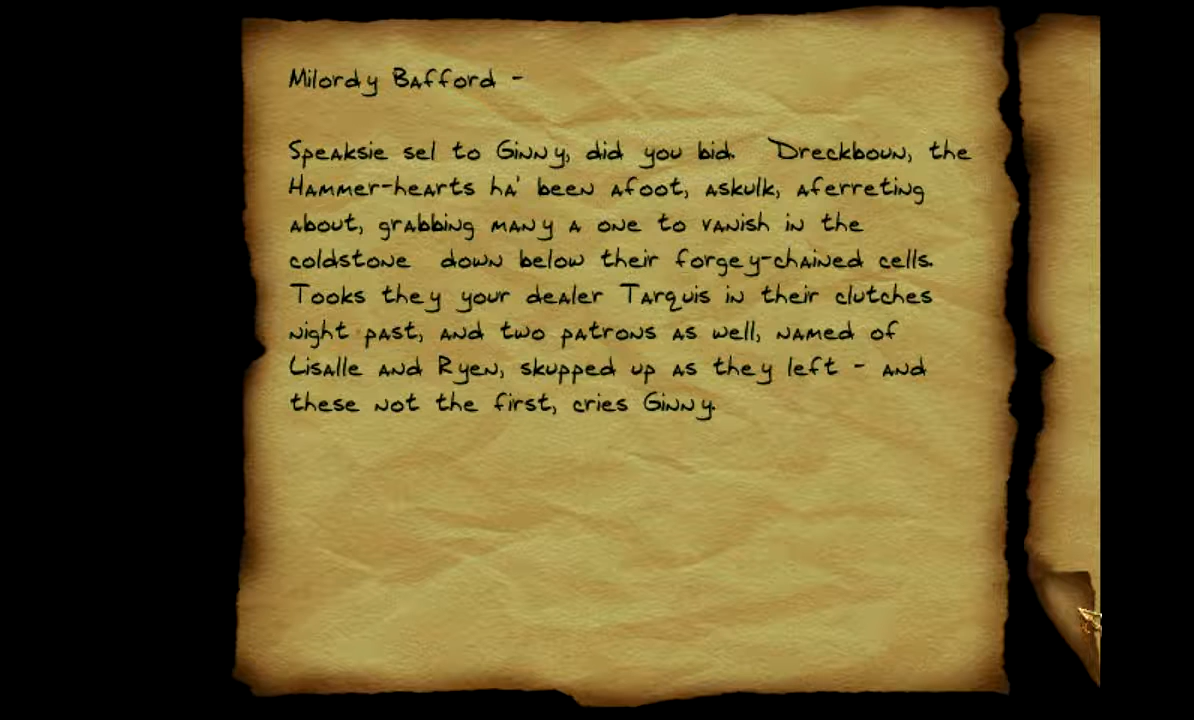 Milordy Bafford -
Speaksie sel to Ginny, did you bid. Dreckboun, the
Hammer-hearts ha' been afoot, askulk, aferreting
about, grabbing many a one to vanish in the
coldstone down below their forgey-chained cells.
Tooks they your dealer Tarquis in their clutches
night past, and two patrons as well, named of
Lisalle and Ryen, skupped up as they left - and
these not the first, cries Ginny.